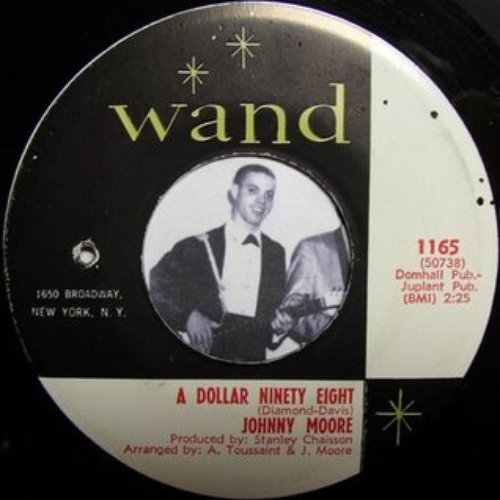 wand
1650 BROADWAY,
NEW YORK, N. Y.
1165
(50738)
Domhall Pub.-
Juplant Pub.
(BMI) 2:25
A DOLLAR NINETY EIGHT
(Diamond-Davis)
JOHNNY MOORE
Produced by: Stanley Chaisson
Arranged by: A. Toussaint & J. Moore